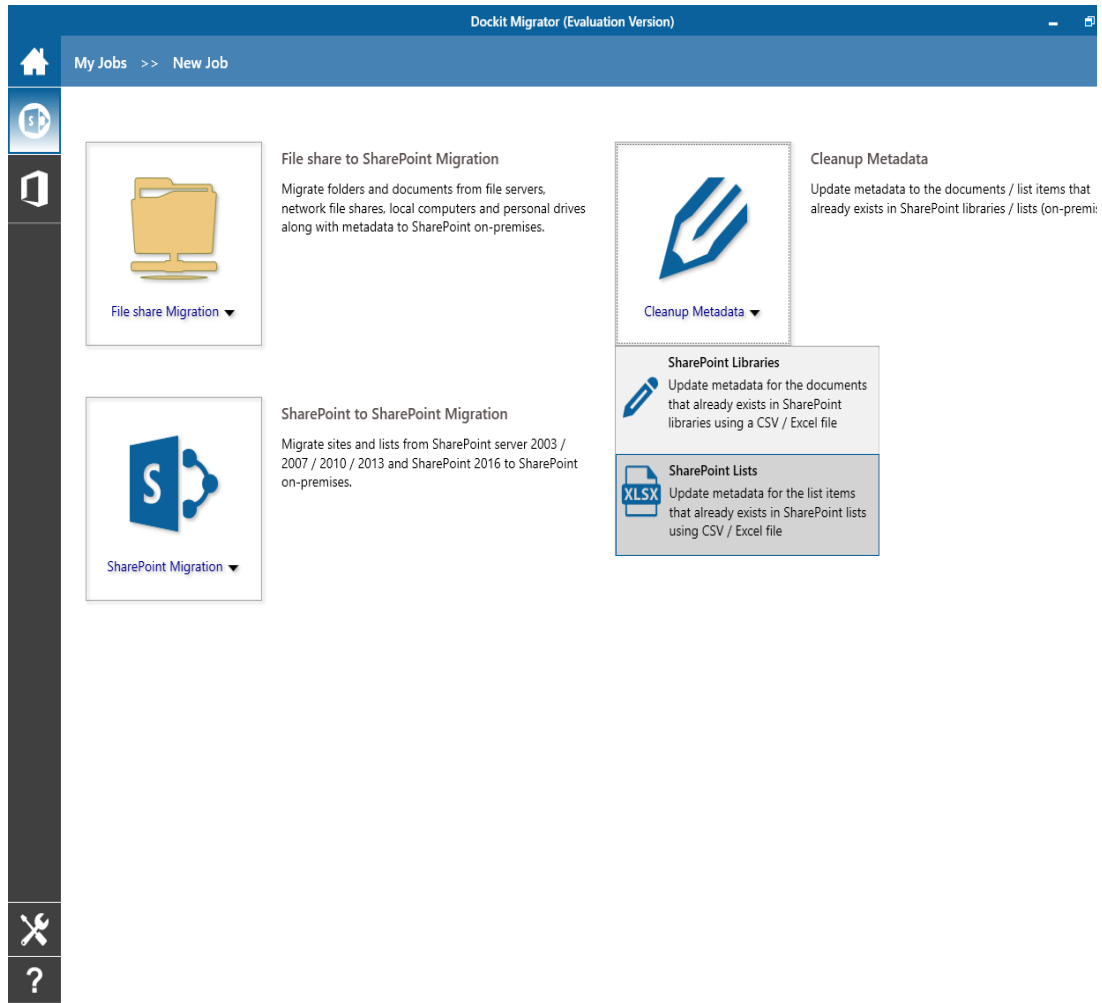 Dockit Migrator (Evaluation Version)
My Jobs >> New Job
File share to SharePoint Migration
Migrate folders and documents from file servers,
network file shares, local computers and personal drives
along with metadata to SharePoint on-premises.
File share Migration
Cleanup Metadata
Update metadata to the documents / list items that
already exists in SharePoint libraries / lists (on-premis
Cleanup Metadata
SharePoint Libraries
Update metadata for the documents
that already exists in SharePoint
libraries using a CSV / Excel file
XLSX
SharePoint Lists
Update metadata for the list items
that already exists in SharePoint lists
using CSV / Excel file
S
SharePoint to SharePoint Migration
Migrate sites and lists from SharePoint server 2003 /
2007 / 2010 / 2013 and SharePoint 2016 to SharePoint
on-premises.
SharePoint Migration
?